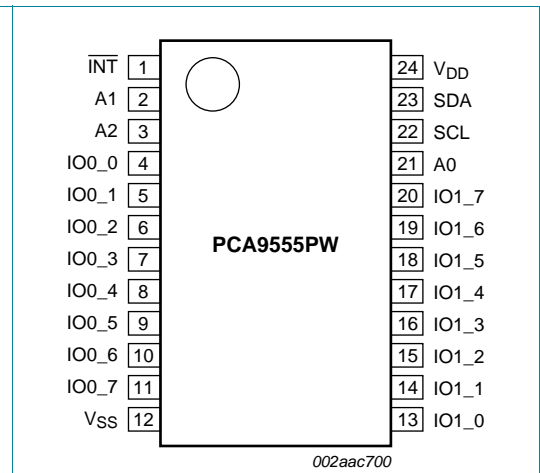 I̅N̅T̅ 1
A1 2
A2 3
IO0_0 4
IO0_1 5
IO0_2 6
IO0_3 7
IO0_4 8
IO0_5 9
IO0_6 10
IO0_7 11
VSS 12
PCA9555PW
24 VDD
23 SDA
22 SCL
21 A0
20 IO1_7
19 IO1_6
18 IO1_5
17 IO1_4
16 IO1_3
15 IO1_2
14 IO1_1
13 IO1_0
002aac700